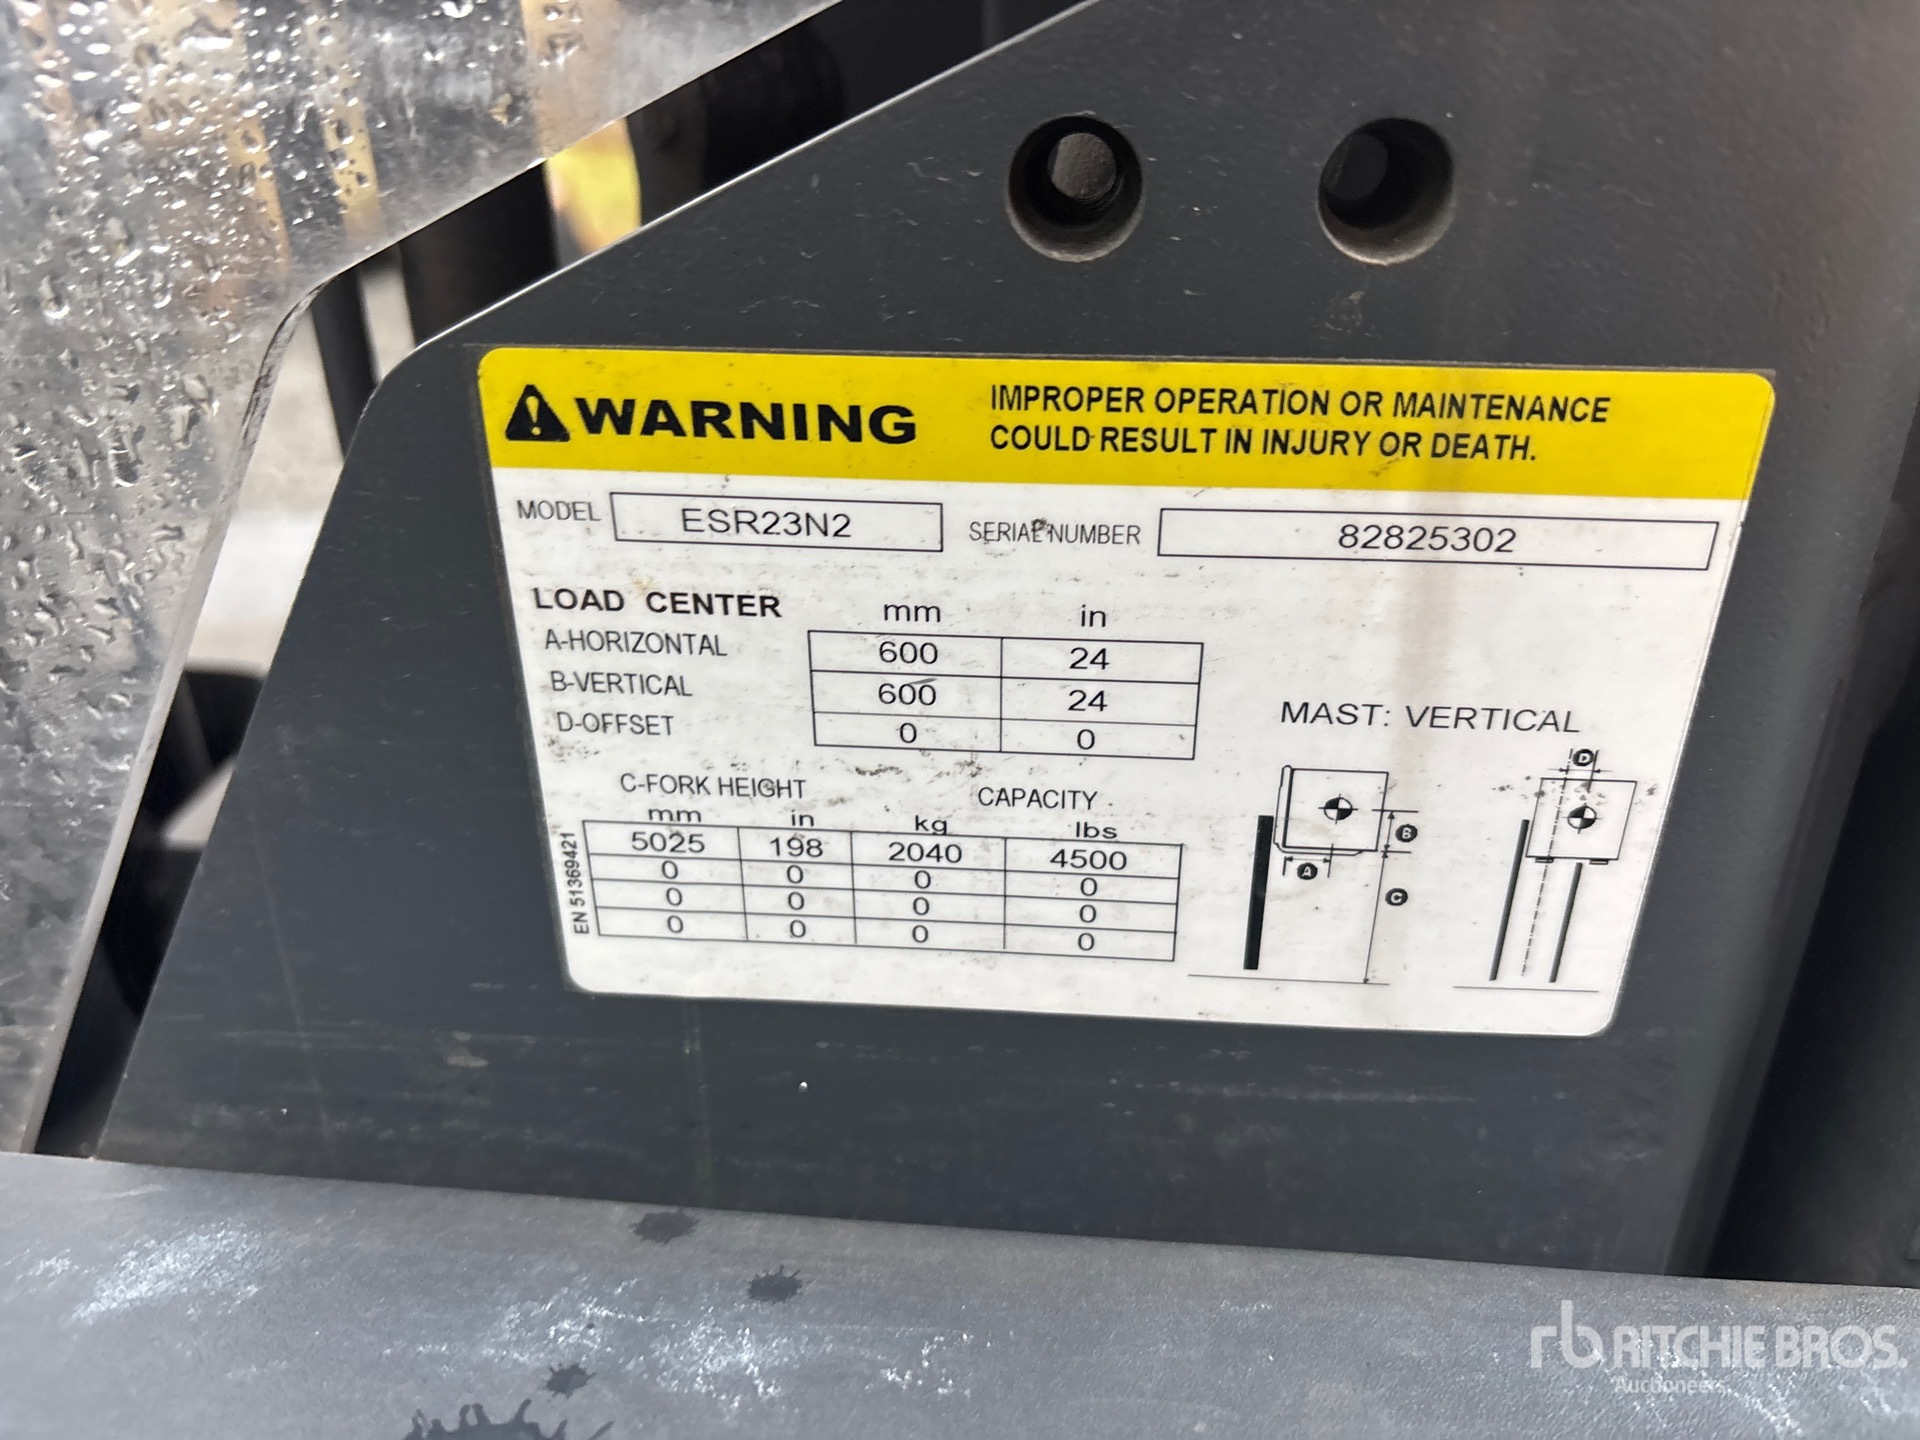 WARNING
IMPROPER OPERATION OR MAINTENANCE
COULD RESULT IN INJURY OR DEATH.
MODEL ESR23N2 SERIAL NUMBER 82825302
LOAD CENTER mm in
A-HORIZONTAL 600 24
B-VERTICAL 600 24
D-OFFSET 0 0
MAST: VERTICAL
C-FORK HEIGHT CAPACITY
mm in kg lbs
5025 198 2040 4500
0 0 0 0
0 0 0 0
0 0 0 0
EN 51369421
A B C
D
rb RITCHIE BROS.
Auctioneers